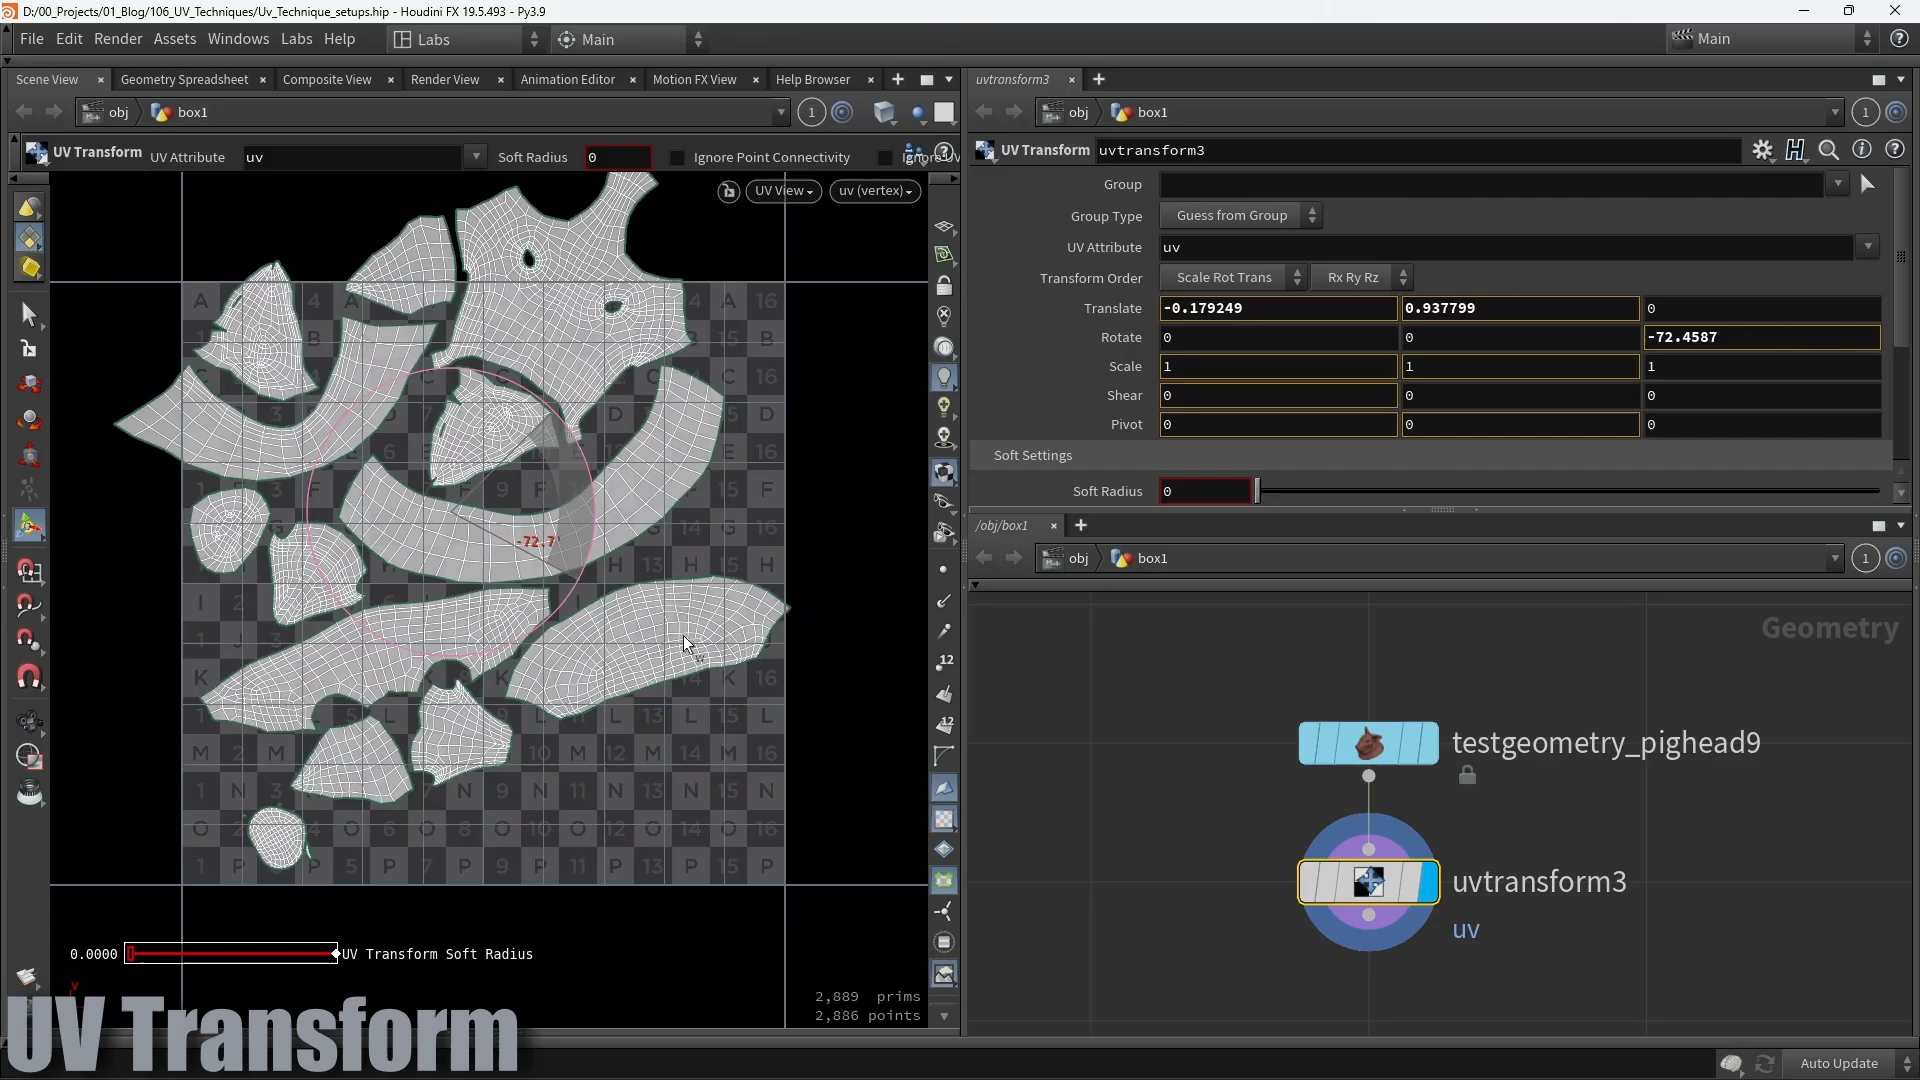 D:/00_Projects/01_Blog/106_UV_Techniques/Uv_Technique_setups.hip - Houdini FX 19.5.493 - Py3.9
File Edit Render Assets Windows Labs Help
Labs
Main
Main
Scene View
Geometry Spreadsheet
Composite View
Render View
Animation Editor
Motion FX View
Help Browser
obj
box1
1
UV Transform
UV Attribute
uv
Soft Radius
0
Ignore Point Connectivity
UV View
uv (vertex)
-72.7°
0.0000
UV Transform Soft Radius
v
2,889 prims
2,886 points
UV Transform
uvtransform3
obj
box1
1
UV Transform
uvtransform3
Group
Group Type
Guess from Group
UV Attribute
uv
Transform Order
Scale Rot Trans
Rx Ry Rz
Translate
-0.179249
0.937799
0
Rotate
0
0
-72.4587
Scale
1
1
1
Shear
0
0
0
Pivot
0
0
0
Soft Settings
Soft Radius
0
/obj/box1
obj
box1
1
Geometry
testgeometry_pighead9
uvtransform3
uv
Auto Update